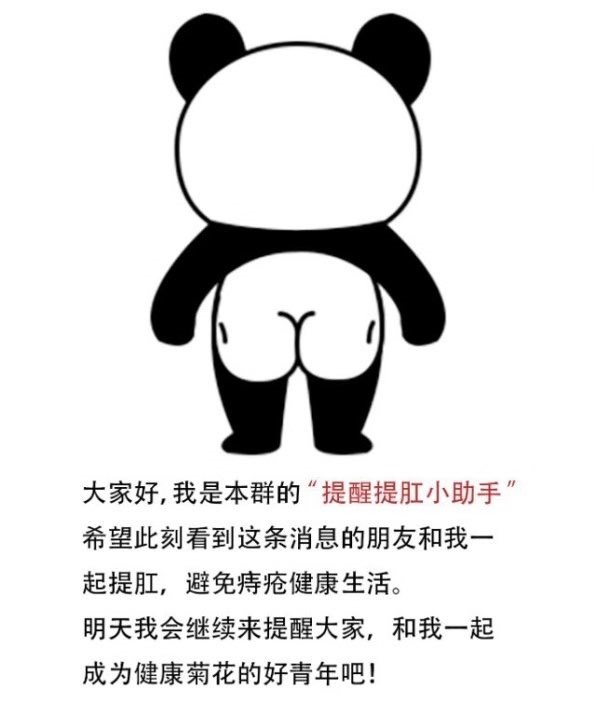 大家好,我是本群的“提醒提肛小助手”
希望此刻看到这条消息的朋友和我一
起提肛，避免痔疮健康生活。
明天我会继续来提醒大家，和我一起
成为健康菊花的好青年吧！